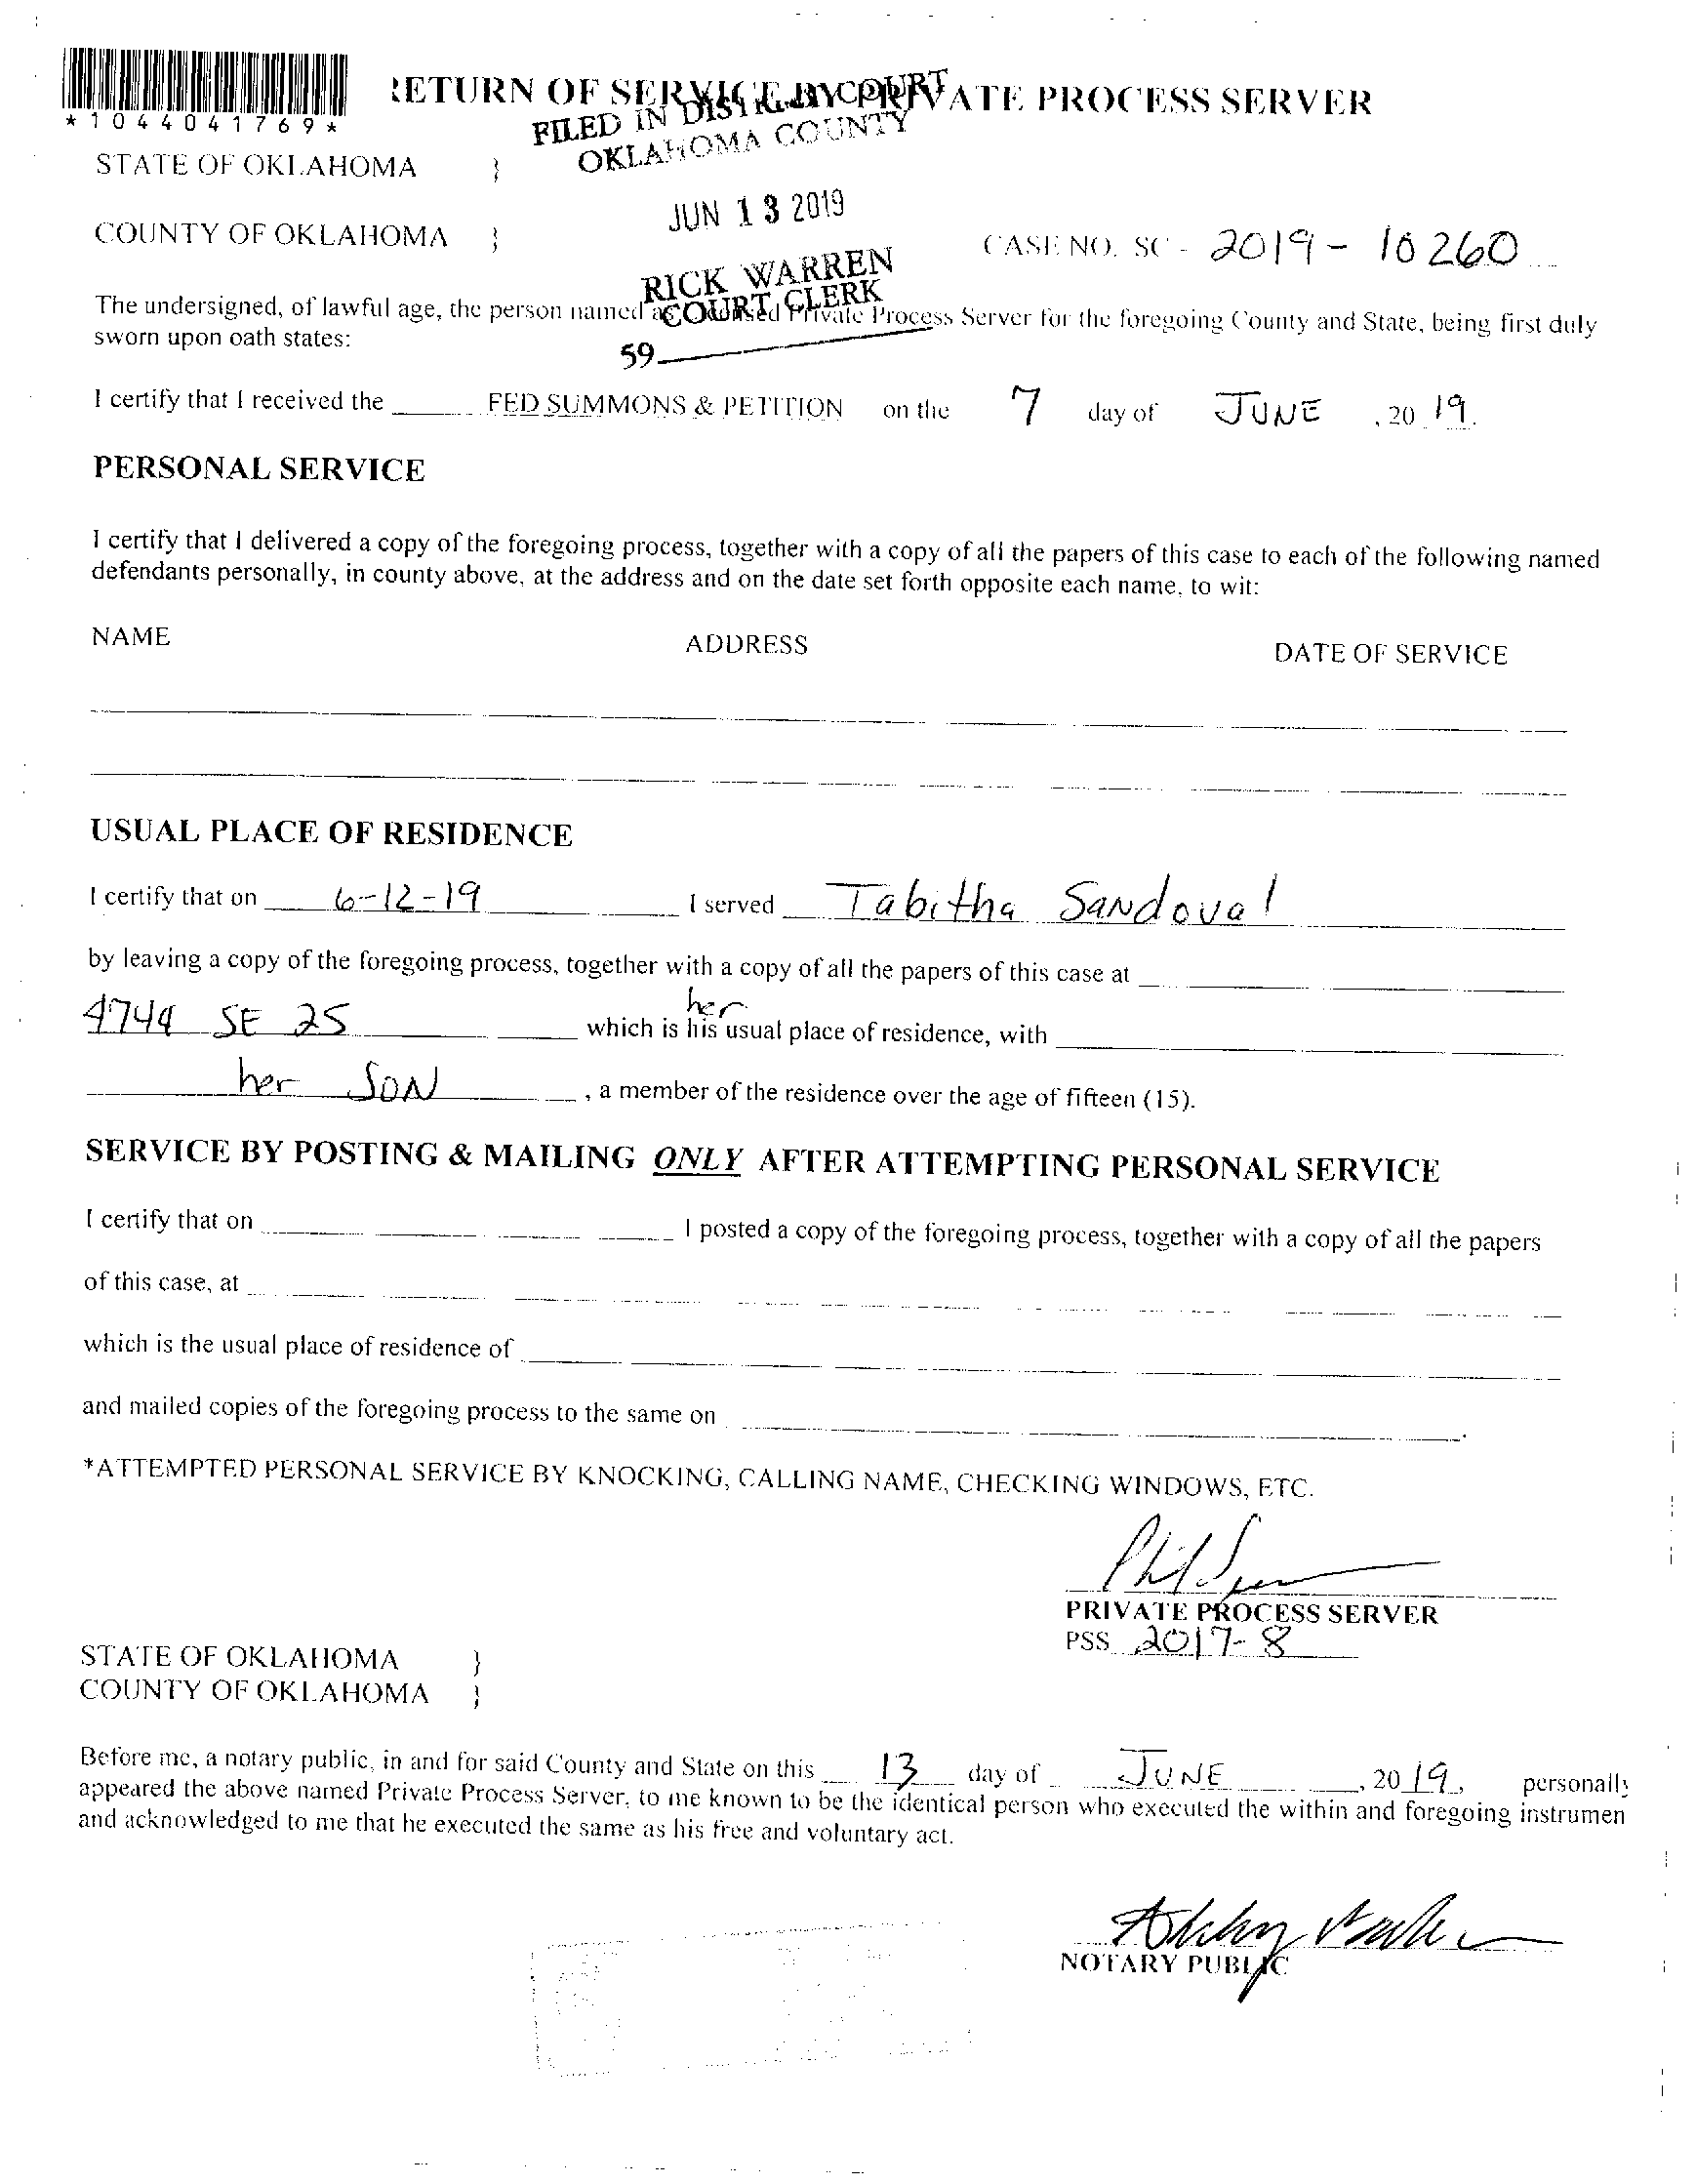 *1044041769*
RETURN OF SERVICE BY PRIVATE PROCESS SERVER
FILED IN DISTRICT COURT
OKLAHOMA COUNTY
STATE OF OKLAHOMA }
JUN 13 2019
COUNTY OF OKLAHOMA }
CASE NO. SC - 2019 - 10260
RICK WARREN
COURT CLERK
59
The undersigned, of lawful age, the person named as Licensed Private Process Server for the foregoing County and State, being first duly
sworn upon oath states:
I certify that I received the FED SUMMONS & PETITION on the 7 day of JUNE , 20 19.
PERSONAL SERVICE
I certify that I delivered a copy of the foregoing process, together with a copy of all the papers of this case to each of the following named
defendants personally, in county above, at the address and on the date set forth opposite each name, to wit:
NAME ADDRESS DATE OF SERVICE
USUAL PLACE OF RESIDENCE
I certify that on 6-12-19 I served Tabitha Sandoval
by leaving a copy of the foregoing process, together with a copy of all the papers of this case at
her
4744 SE 25 which is his usual place of residence, with
her SON , a member of the residence over the age of fifteen (15).
SERVICE BY POSTING & MAILING ONLY AFTER ATTEMPTING PERSONAL SERVICE
I certify that on I posted a copy of the foregoing process, together with a copy of all the papers
of this case, at
which is the usual place of residence of
and mailed copies of the foregoing process to the same on .
*ATTEMPTED PERSONAL SERVICE BY KNOCKING, CALLING NAME, CHECKING WINDOWS, ETC.
PRIVATE PROCESS SERVER
PSS 2017-8
STATE OF OKLAHOMA }
COUNTY OF OKLAHOMA }
Before me, a notary public, in and for said County and State on this 13 day of JUNE , 20 19, personally
appeared the above named Private Process Server, to me known to be the identical person who executed the within and foregoing instrumen
and acknowledged to me that he executed the same as his free and voluntary act.
NOTARY PUBLIC